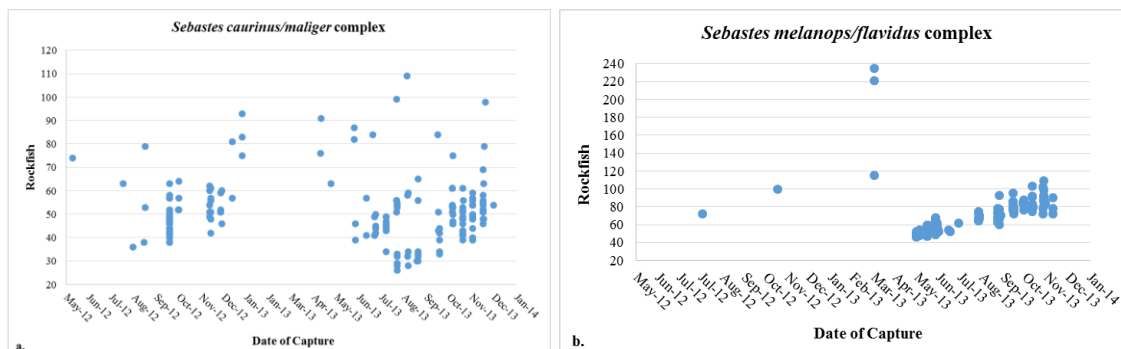 Sebastes caurinus/maliger complex
120
110
100
90
80
70
60
50
40
30
20
Rockfish
May-12 Jun-12 Jul-12 Aug-12 Sep-12 Oct-12 Nov-12 Dec-12 Jan-13 Jan-13 Mar-13 Apr-13 May-13 Jun-13 Jul-13 Aug-13 Sep-13 Oct-13 Nov-13 Dec-13 Jan-14
Date of Capture
a.
Sebastes melanops/flavidus complex
240
220
200
180
160
140
120
100
80
60
40
20
Rockfish
May-12 Jun-12 Jul-12 Jul-12 Aug-12 Sep-12 Oct-12 Nov-12 Dec-12 Jan-13 Feb-13 Mar-13 Apr-13 May-13 Jun-13 Jul-13 Aug-13 Sep-13 Oct-13 Nov-13 Dec-13 Jan-14
Date of Capture
b.